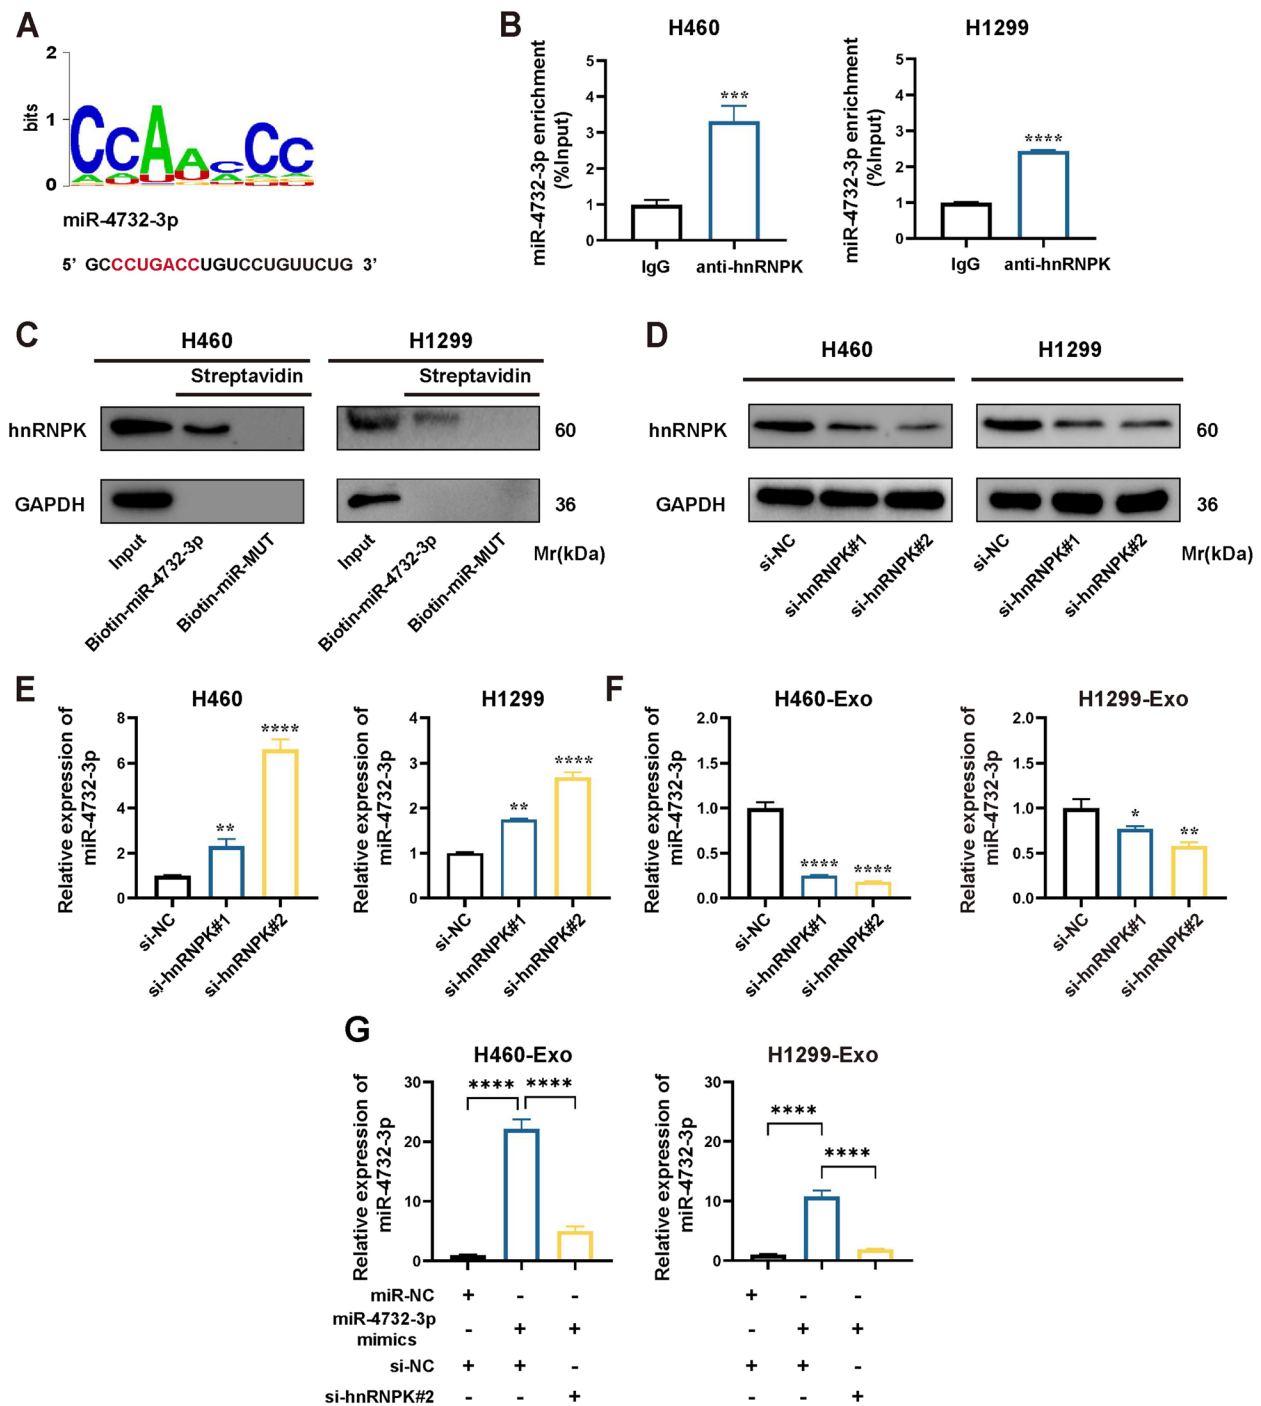 A
2
bits
1
0
CCAACCC
miR-4732-3p
5’ GCCCUGACCUGUCCUGUUCUG 3’
B
H460
miR-4732-3p enrichment
(%Input)
5
4
3
2
1
0
***
IgG
anti-hnRNPK
H1299
miR-4732-3p enrichment
(%Input)
5
4
3
2
1
0
****
IgG
anti-hnRNPK
C
H460
H1299
Streptavidin
Streptavidin
hnRNPK
60
GAPDH
36
Input
Biotin-miR-4732-3p
Biotin-miR-MUT
Input
Biotin-miR-4732-3p
Biotin-miR-MUT
Mr(kDa)
D
H460
H1299
hnRNPK
60
GAPDH
36
si-NC
si-hnRNPK#1
si-hnRNPK#2
si-NC
si-hnRNPK#1
si-hnRNPK#2
Mr(kDa)
E
H460
Relative expression of
miR-4732-3p
8
6
4
2
0
**
****
si-NC
si-hnRNPK#1
si-hnRNPK#2
H1299
Relative expression of
miR-4732-3p
4
3
2
1
0
**
****
si-NC
si-hnRNPK#1
si-hnRNPK#2
F
H460-Exo
Relative expression of
miR-4732-3p
2.0
1.5
1.0
0.5
0.0
****
****
si-NC
si-hnRNPK#1
si-hnRNPK#2
H1299-Exo
Relative expression of
miR-4732-3p
2.0
1.5
1.0
0.5
0.0
*
**
si-NC
si-hnRNPK#1
si-hnRNPK#2
G
H460-Exo
Relative expression of
miR-4732-3p
30
20
10
0
****
****
H1299-Exo
Relative expression of
miR-4732-3p
30
20
10
0
****
****
miR-NC + - - + - -
miR-4732-3p
mimics - + + - + +
si-NC + + - + + -
si-hnRNPK#2 - - + - - +